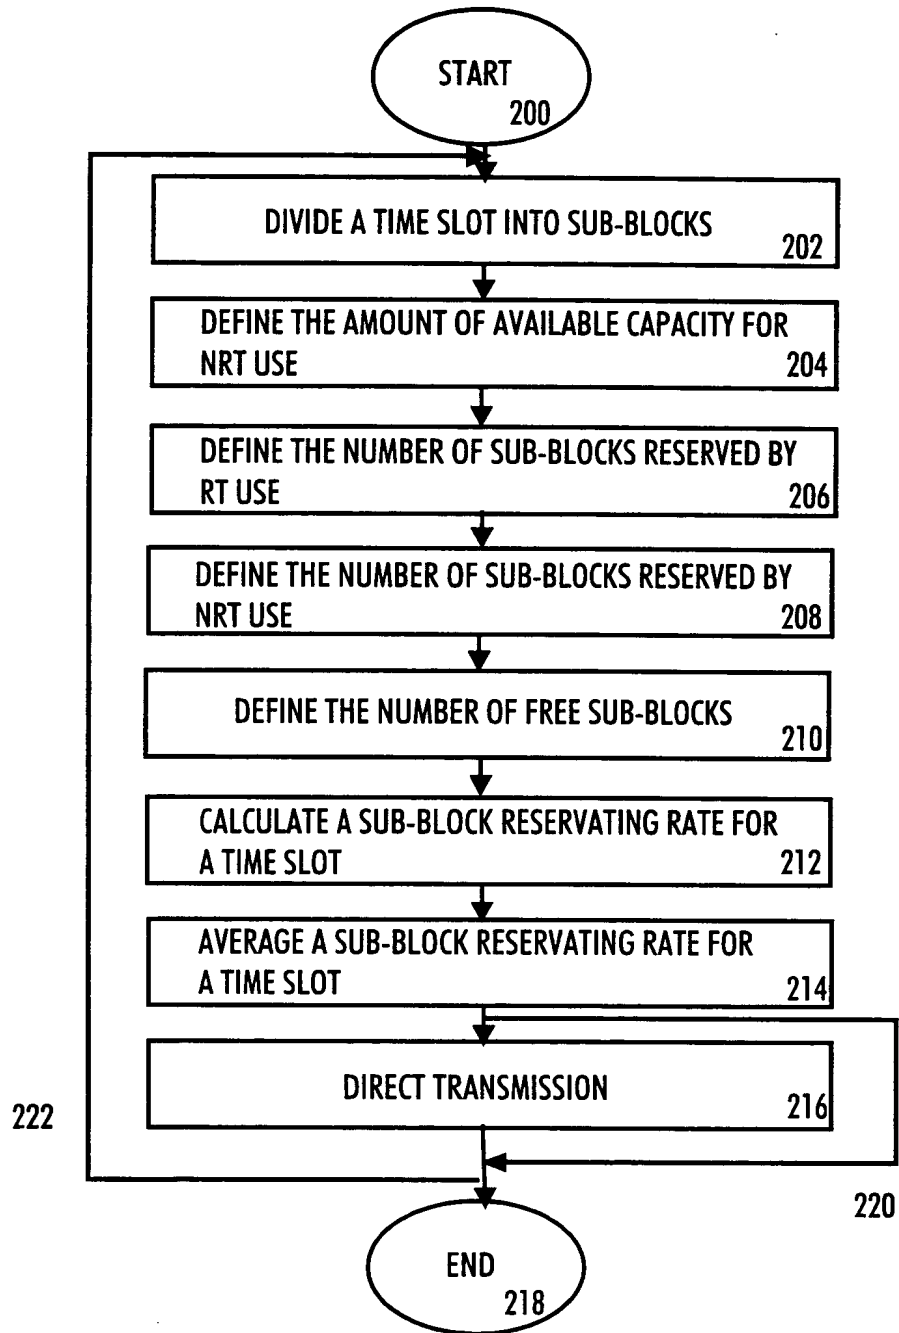 START
200
DIVIDE A TIME SLOT INTO SUB-BLOCKS
202
DEFINE THE AMOUNT OF AVAILABLE CAPACITY FOR
NRT USE
204
DEFINE THE NUMBER OF SUB-BLOCKS RESERVED BY
RT USE
206
DEFINE THE NUMBER OF SUB-BLOCKS RESERVED BY
NRT USE
208
DEFINE THE NUMBER OF FREE SUB-BLOCKS
210
CALCULATE A SUB-BLOCK RESERVATING RATE FOR
A TIME SLOT
212
AVERAGE A SUB-BLOCK RESERVATING RATE FOR
A TIME SLOT
214
DIRECT TRANSMISSION
216
222
220
END
218